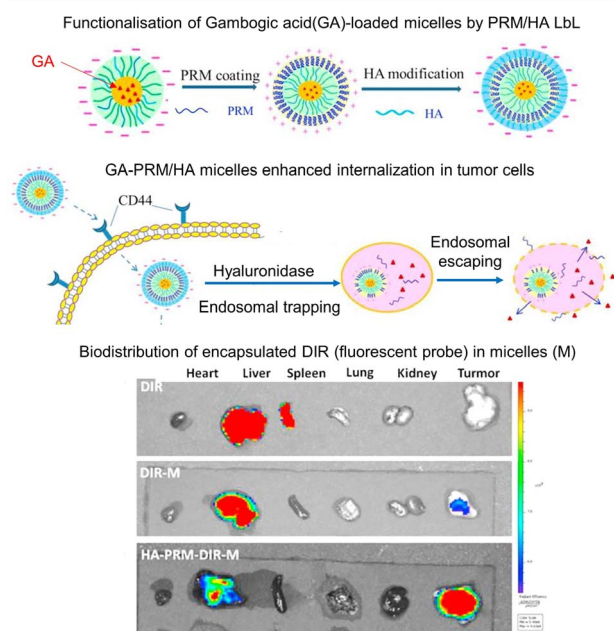 Functionalisation of Gambogic acid(GA)-loaded micelles by PRM/HA LbL
GA
PRM coating
PRM
HA modification
HA
GA-PRM/HA micelles enhanced internalization in tumor cells
CD44
Hyaluronidase
Endosomal trapping
Endosomal
escaping
Biodistribution of encapsulated DIR (fluorescent probe) in micelles (M)
Heart Liver Spleen Lung Kidney Turmor
DIR
DIR-M
HA-PRM-DIR-M